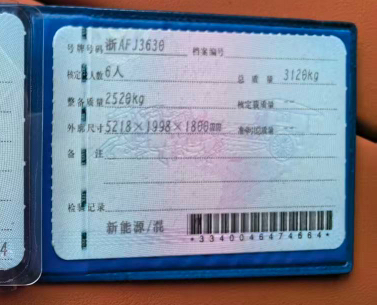 号牌号码 浙AFJ3630 档案编号
核定载人数 6人 总质量 3120kg
整备质量 2520kg 核定载质量 --
外廓尺寸 5218×1998×1800mm 准牵引总质量 --
备 注
检验记录
新能源/混
*3340046474664*
4